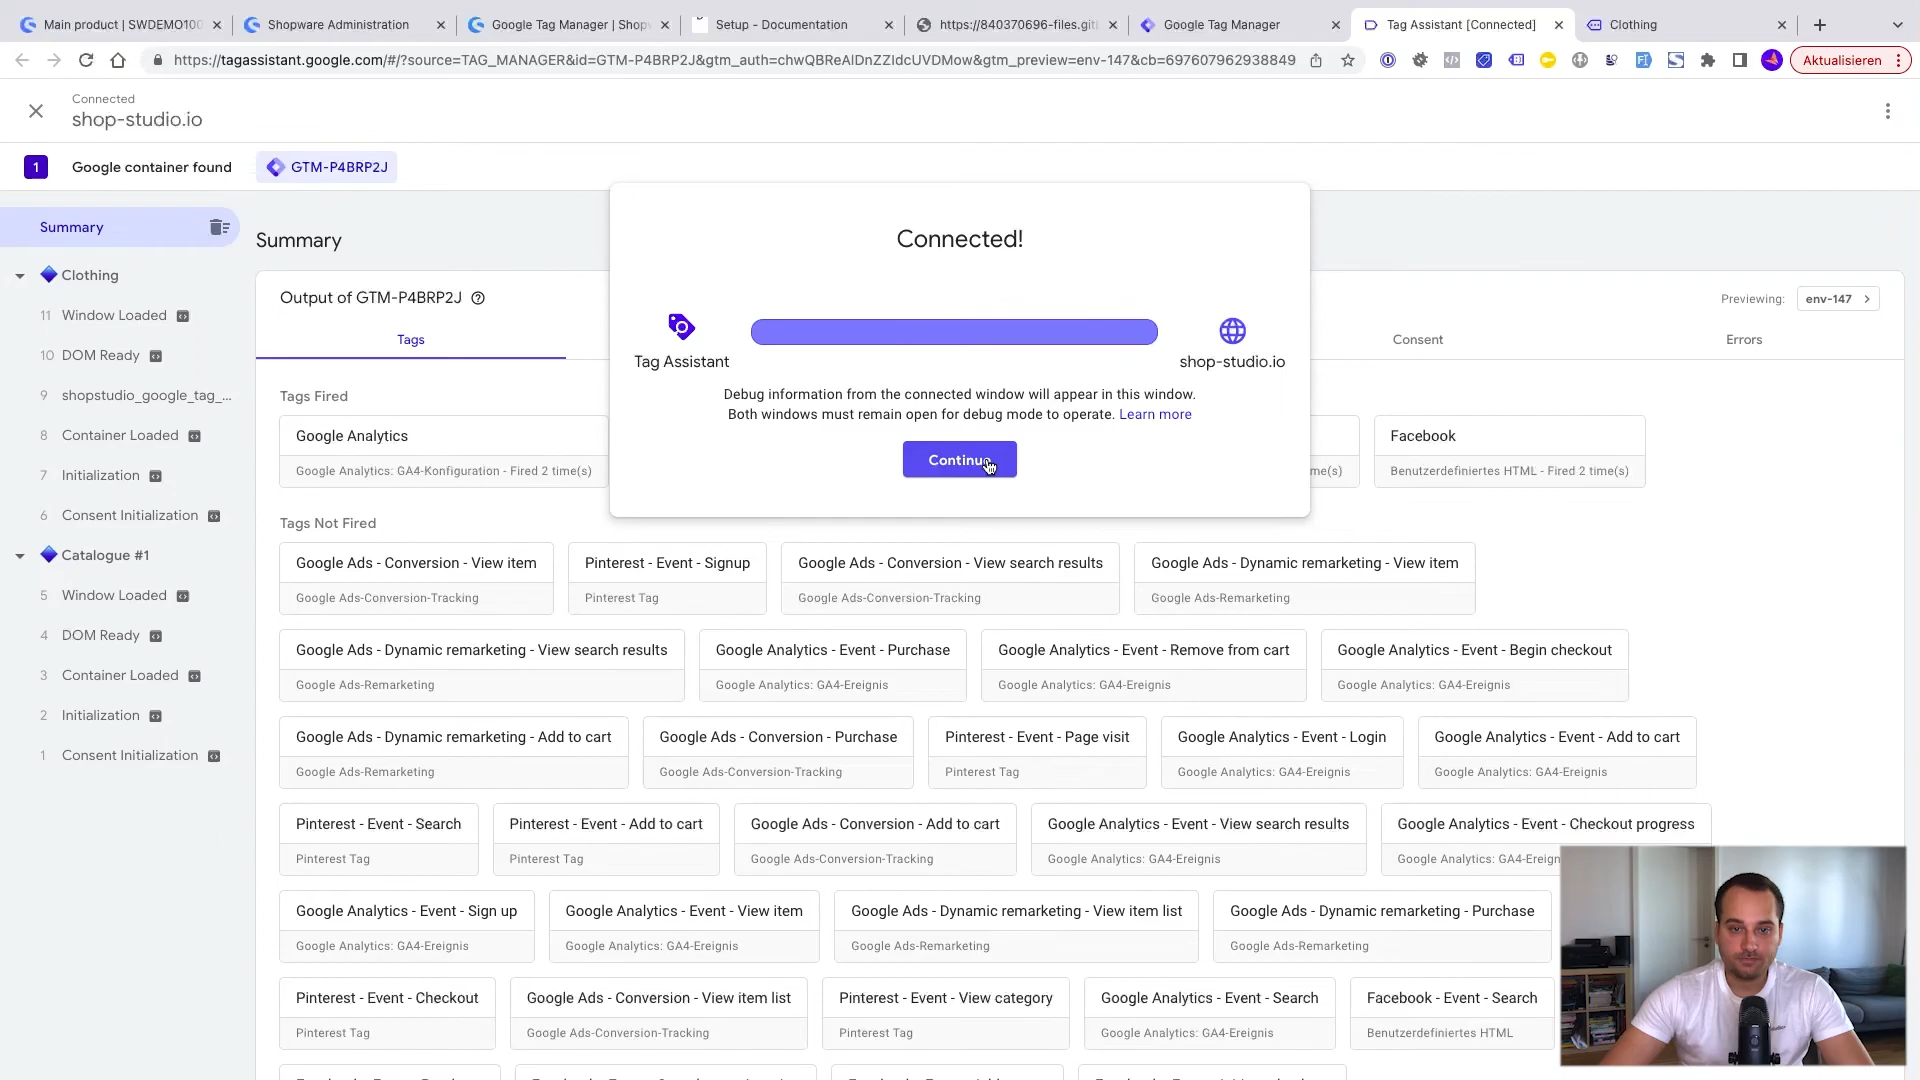 Main product | SWDEMO100
Shopware Administration
Google Tag Manager | Shopw
Setup - Documentation
https://840370696-files.gitl
Google Tag Manager
Tag Assistant [Connected]
Clothing
https://tagassistant.google.com/#/?source=TAG_MANAGER&id=GTM-P4BRP2J&gtm_auth=chwQBReAlDnZZIdcUVDMow&gtm_preview=env-147&cb=697607962938849
Aktualisieren
Connected
shop-studio.io
1 Google container found GTM-P4BRP2J
Summary
Clothing
11 Window Loaded
10 DOM Ready
9 shopstudio_google_tag_...
8 Container Loaded
7 Initialization
6 Consent Initialization
Catalogue #1
5 Window Loaded
4 DOM Ready
3 Container Loaded
2 Initialization
1 Consent Initialization
Summary
Output of GTM-P4BRP2J
Previewing: env-147
Tags
Consent
Errors
Connected!
Tag Assistant
shop-studio.io
Debug information from the connected window will appear in this window.
Both windows must remain open for debug mode to operate. Learn more
Continue
Tags Fired
Google Analytics
Google Analytics: GA4-Konfiguration - Fired 2 time(s)
me(s)
Facebook
Benutzerdefiniertes HTML - Fired 2 time(s)
Tags Not Fired
Google Ads - Conversion - View item
Google Ads-Conversion-Tracking
Pinterest - Event - Signup
Pinterest Tag
Google Ads - Conversion - View search results
Google Ads-Conversion-Tracking
Google Ads - Dynamic remarketing - View item
Google Ads-Remarketing
Google Ads - Dynamic remarketing - View search results
Google Ads-Remarketing
Google Analytics - Event - Purchase
Google Analytics: GA4-Ereignis
Google Analytics - Event - Remove from cart
Google Analytics: GA4-Ereignis
Google Analytics - Event - Begin checkout
Google Analytics: GA4-Ereignis
Google Ads - Dynamic remarketing - Add to cart
Google Ads-Remarketing
Google Ads - Conversion - Purchase
Google Ads-Conversion-Tracking
Pinterest - Event - Page visit
Pinterest Tag
Google Analytics - Event - Login
Google Analytics: GA4-Ereignis
Google Analytics - Event - Add to cart
Google Analytics: GA4-Ereignis
Pinterest - Event - Search
Pinterest Tag
Pinterest - Event - Add to cart
Pinterest Tag
Google Ads - Conversion - Add to cart
Google Ads-Conversion-Tracking
Google Analytics - Event - View search results
Google Analytics: GA4-Ereignis
Google Analytics - Event - Checkout progress
Google Analytics: GA4-Ereign
Google Analytics - Event - Sign up
Google Analytics: GA4-Ereignis
Google Analytics - Event - View item
Google Analytics: GA4-Ereignis
Google Ads - Dynamic remarketing - View item list
Google Ads-Remarketing
Google Ads - Dynamic remarketing - Purchase
Google Ads-Remarketing
Pinterest - Event - Checkout
Pinterest Tag
Google Ads - Conversion - View item list
Google Ads-Conversion-Tracking
Pinterest - Event - View category
Pinterest Tag
Google Analytics - Event - Search
Google Analytics: GA4-Ereignis
Facebook - Event - Search
Benutzerdefiniertes HTML